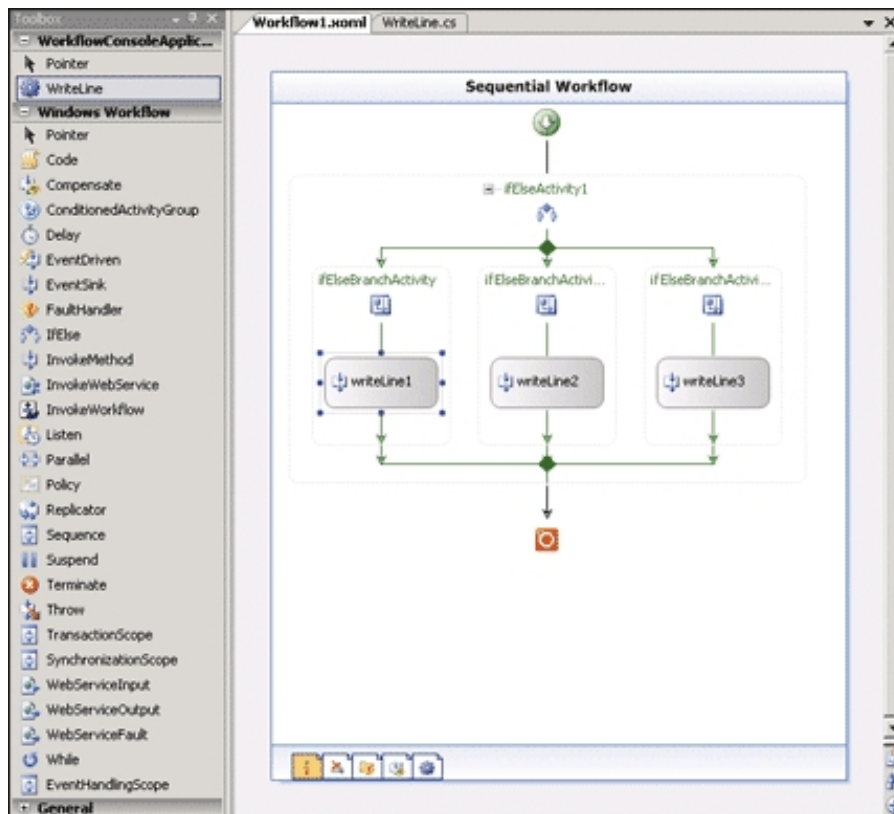 Toolbox
WorkflowConsoleApplic...
Pointer
WriteLine
Windows Workflow
Pointer
Code
Compensate
ConditionedActivityGroup
Delay
EventDriven
EventSink
FaultHandler
IfElse
InvokeMethod
InvokeWebService
InvokeWorkflow
Listen
Parallel
Policy
Replicator
Sequence
Suspend
Terminate
Throw
TransactionScope
SynchronizationScope
WebServiceInput
WebServiceOutput
WebServiceFault
While
EventHandlingScope
General
Workflow1.xoml WriteLine.cs
Sequential Workflow
ifElseActivity1
ifElseBranchActivity ifElseBranchActivi... ifElseBranchActivi...
writeLine1 writeLine2 writeLine3